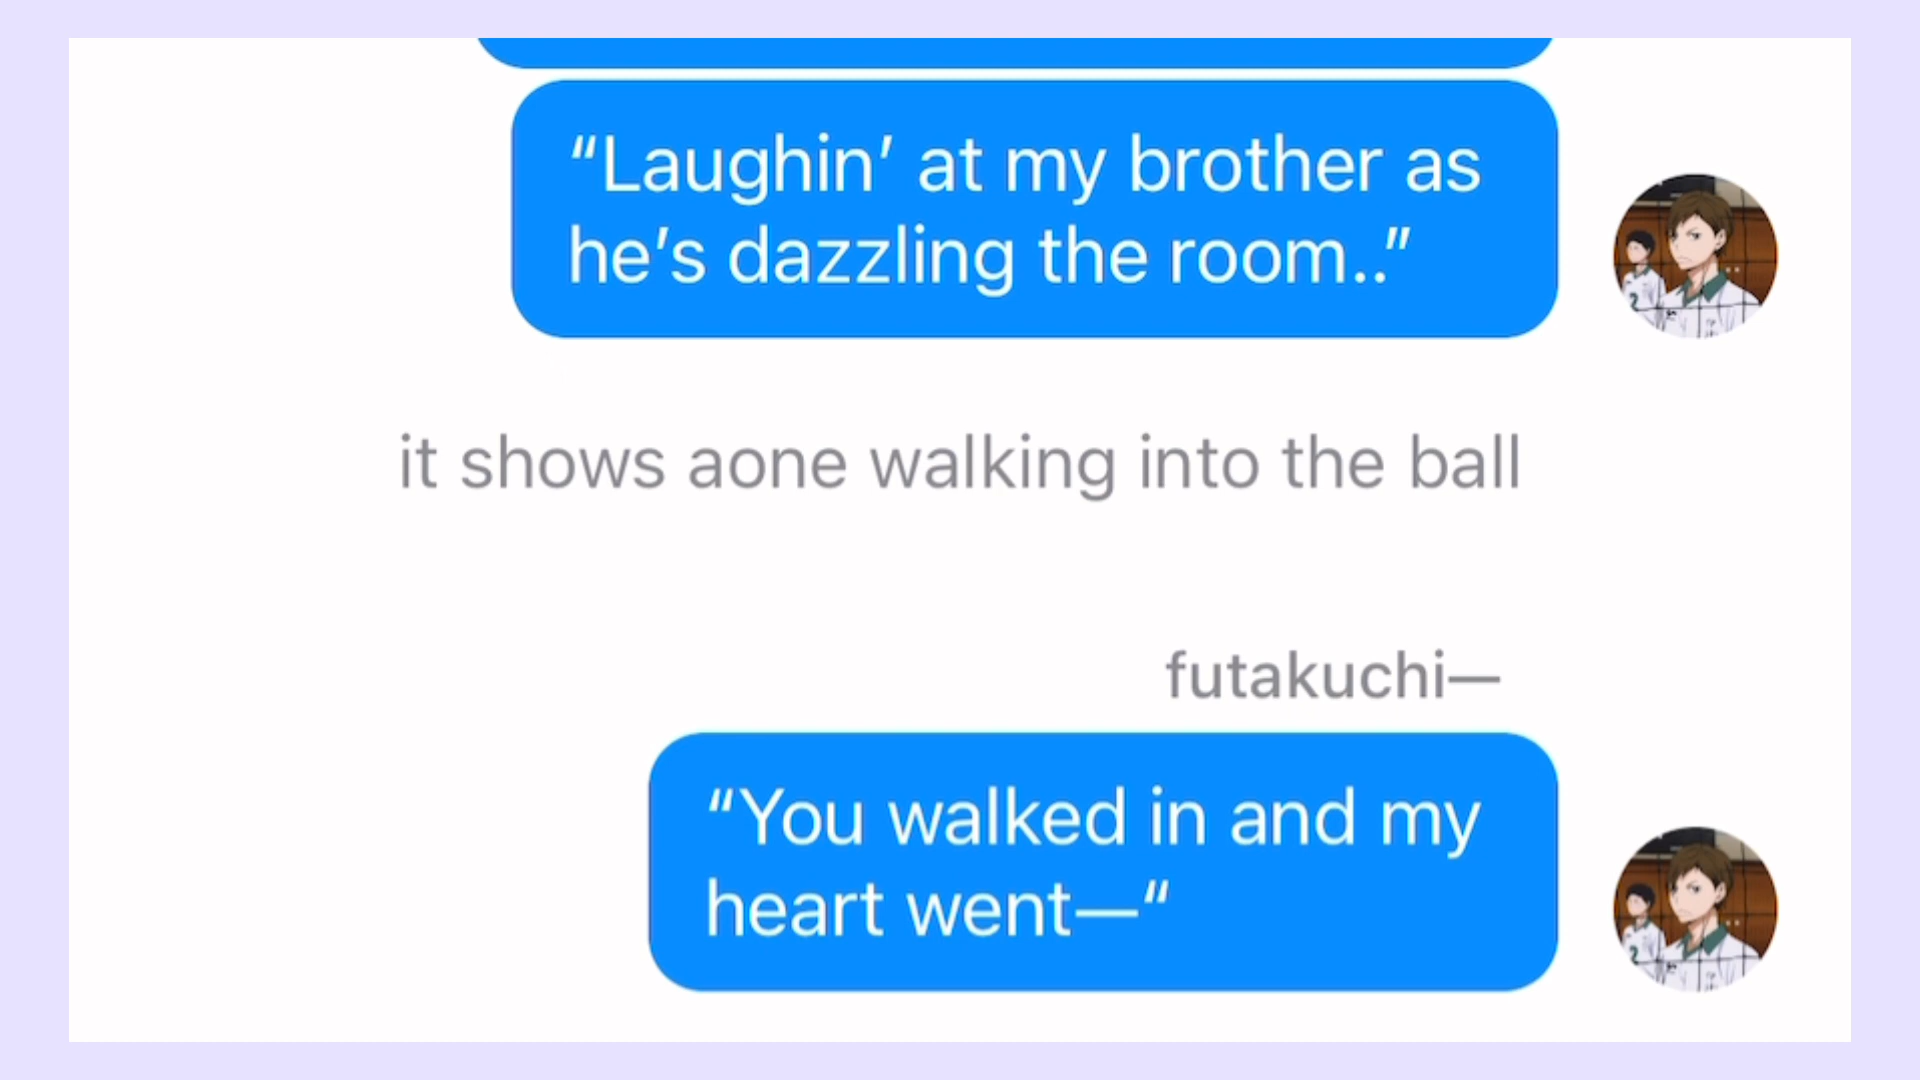 “Laughin’ at my brother as
he’s dazzling the room..”
it shows aone walking into the ball
futakuchi—
“You walked in and my
heart went—“